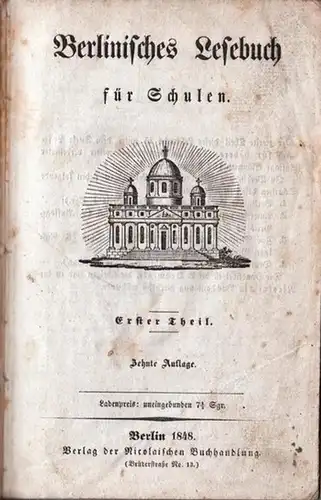 Berlinisches Lesebuch
für Schulen.
Erster Theil.
Zehnte Auflage.
Ladenpreis: uneingebunden 7½ Sgr.
Berlin 1848.
Verlag der Nicolaischen Buchhandlung.
(Brüderstraße No. 13.)